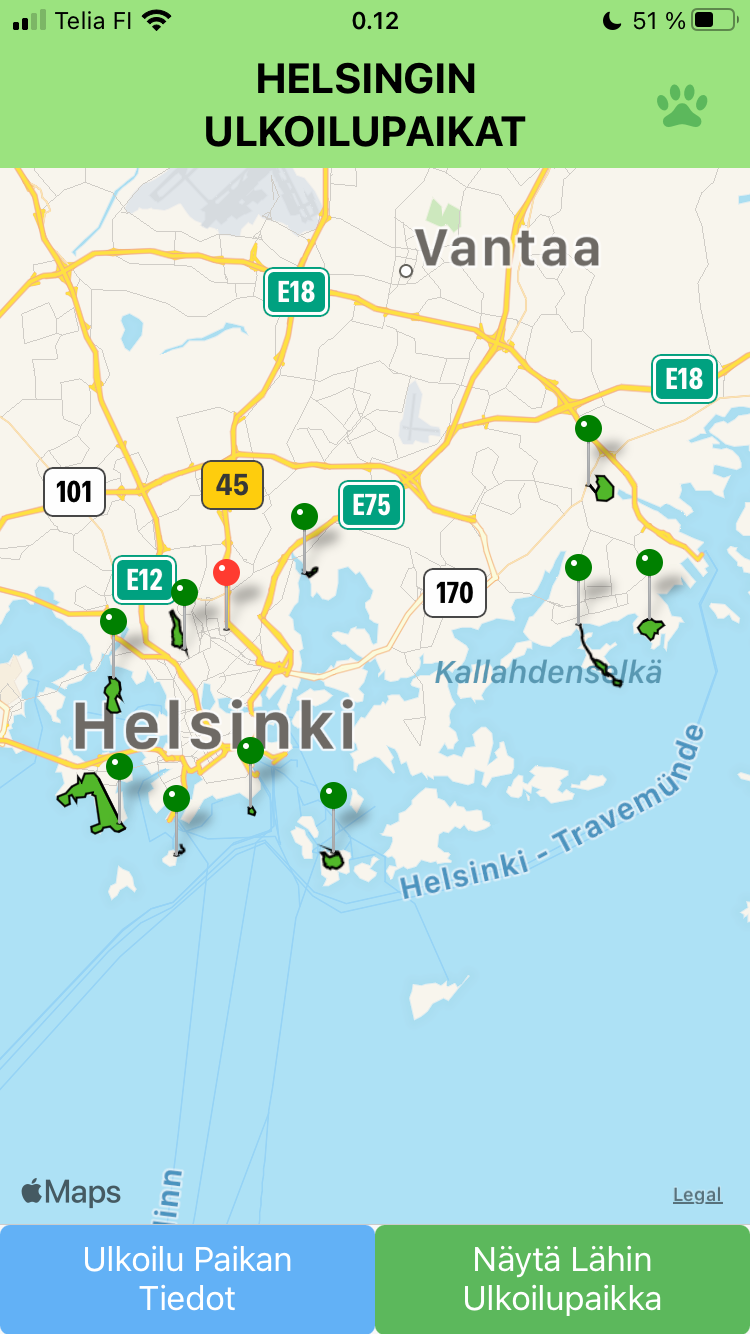 Telia FI 0.12 51 %
HELSINGIN
ULKOILUPAIKAT
Vantaa
E18
E18
101
45
E75
E12
170
Kallahdenselkä
Helsinki
Helsinki - Travemünde
linn
Maps
Legal
Ulkoilu Paikan
Tiedot
Näytä Lähin
Ulkoilupaikka